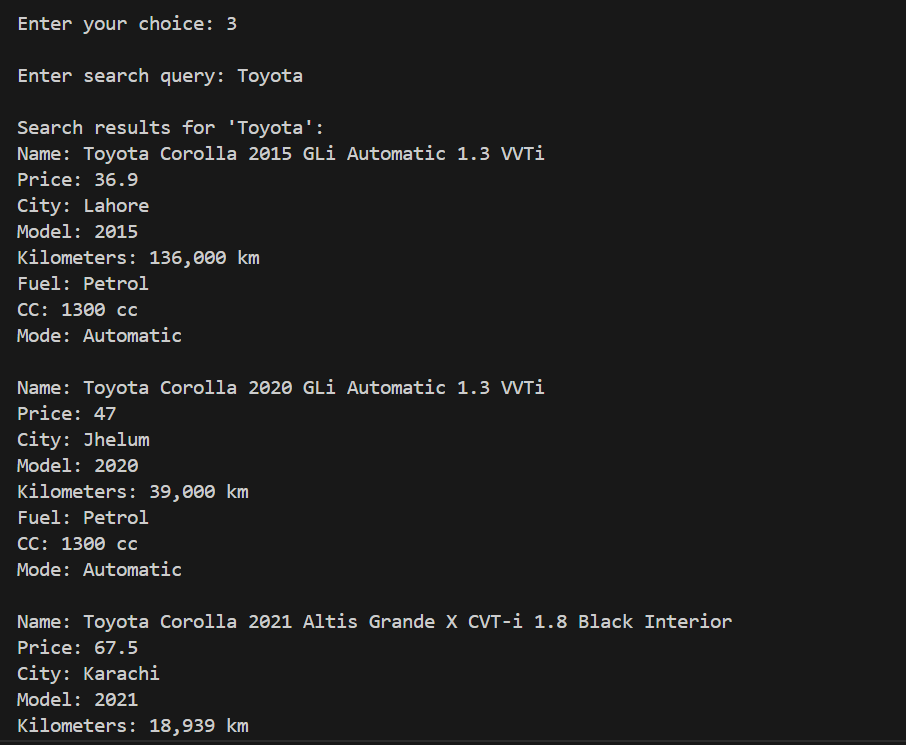 Enter your choice: 3
Enter search query: Toyota
Search results for 'Toyota':
Name: Toyota Corolla 2015 GLi Automatic 1.3 VVTi
Price: 36.9
City: Lahore
Model: 2015
Kilometers: 136,000 km
Fuel: Petrol
CC: 1300 cc
Mode: Automatic
Name: Toyota Corolla 2020 GLi Automatic 1.3 VVTi
Price: 47
City: Jhelum
Model: 2020
Kilometers: 39,000 km
Fuel: Petrol
CC: 1300 cc
Mode: Automatic
Name: Toyota Corolla 2021 Altis Grande X CVT-i 1.8 Black Interior
Price: 67.5
City: Karachi
Model: 2021
Kilometers: 18,939 km